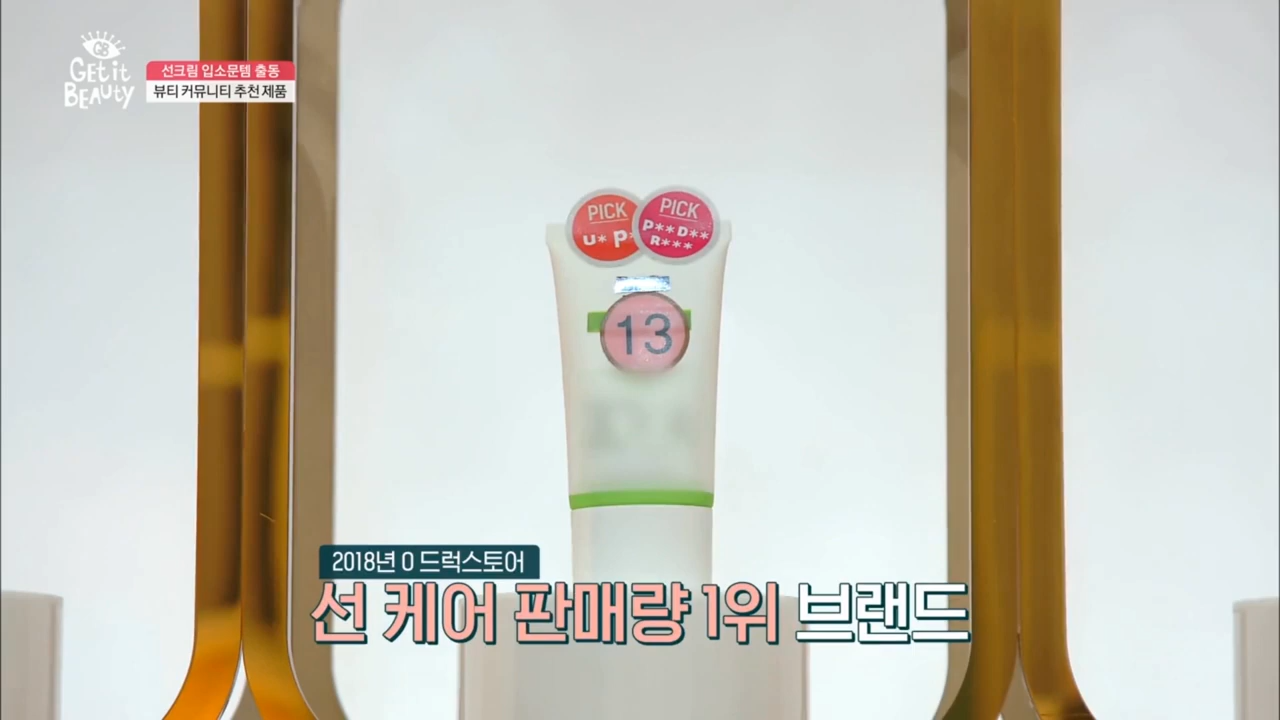 GB
GEt it
BEAuty
선크림 입소문템 출동
뷰티 커뮤니티 추천 제품
PICK
U* P*
PICK
P** D**
R***
13
2018년 O 드럭스토어
선 케어 판매량 1위 브랜드